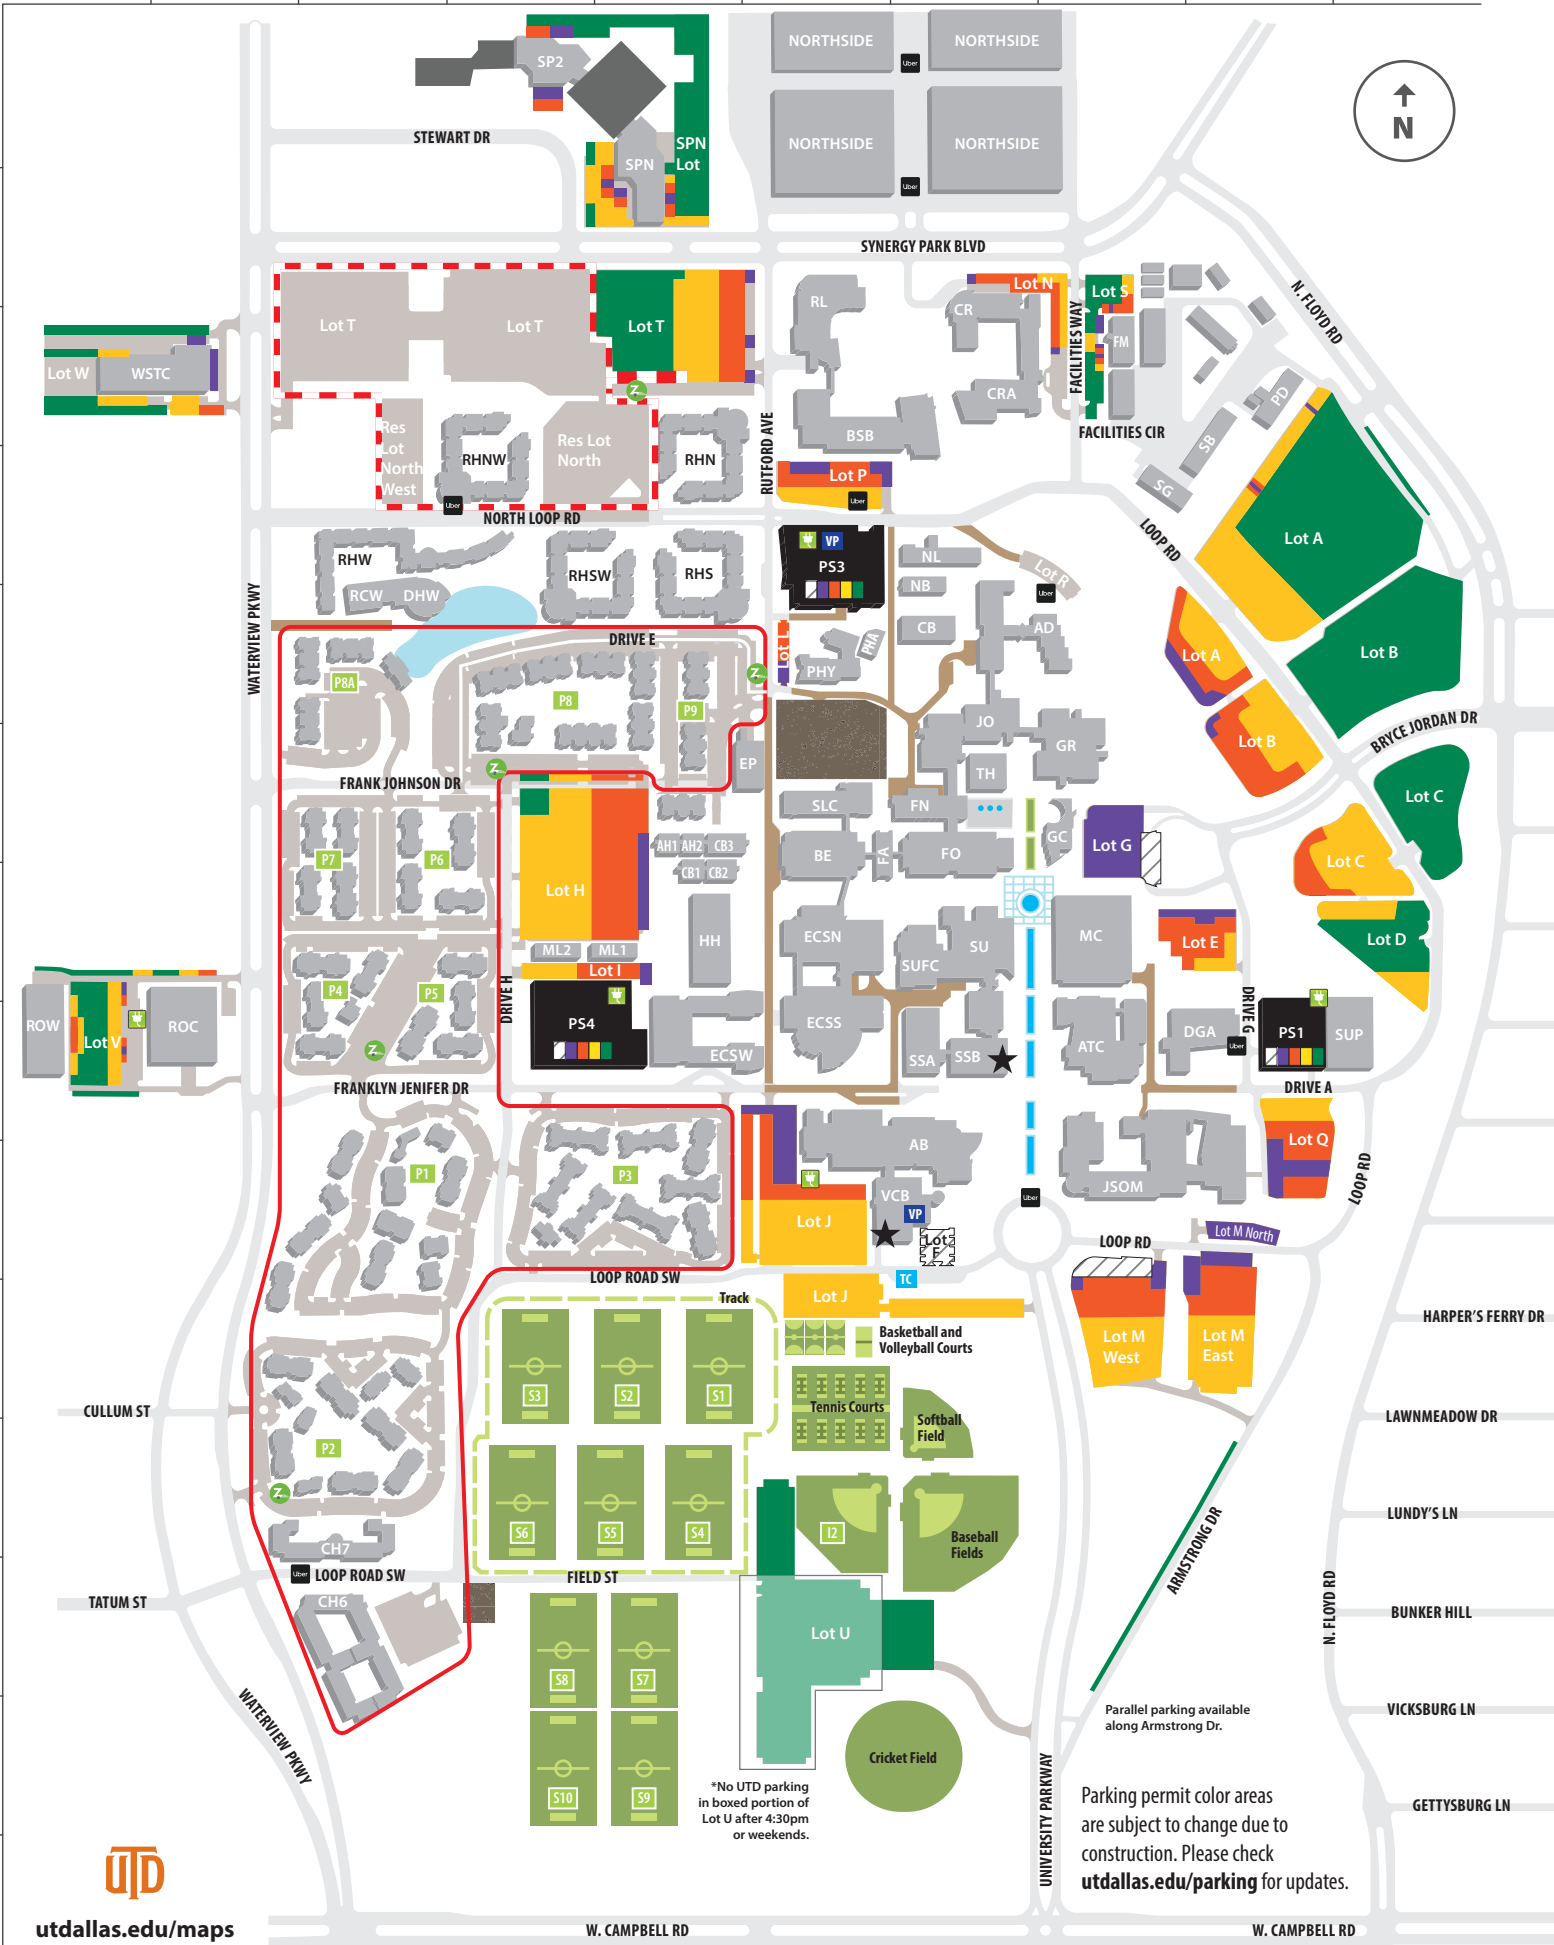 NORTHSIDE
NORTHSIDE
Uber
SP2
N
STEWART DR
SPN
Lot
SPN
NORTHSIDE
NORTHSIDE
Uber
SYNERGY PARK BLVD
N. FLOYD RD
Lot T
Lot T
Lot T
RL
CR
Lot N
Lot S
FACILITIES WAY
FM
Lot W
WSTC
Z
CRA
PD
RUTFORD AVE
BSB
FACILITIES CIR
SB
Res
Lot
North
West
RHNW
Res Lot
North
RHN
Lot P
Uber
Uber
SG
NORTH LOOP RD
LOOP RD
Lot A
RHW
RHSW
RHS
VP
PS3
NL
NB
Lot R
Uber
RCW
DHW
WATERVIEW PKWY
DRIVE E
Lot L
PHY
PHA
CB
AD
Lot A
Lot B
P8A
P8
P9
Z
JO
GR
Lot B
BRYCE JORDAN DR
EP
TH
Z
FRANK JOHNSON DR
SLC
FN
GC
Lot G
Lot C
P7
P6
AH1
AH2
CB3
CB1
CB2
BE
FA
FO
Lot C
Lot H
HH
ECSN
SUFC
SU
MC
Lot E
Lot D
ML2
ML1
Lot I
P4
P5
DRIVE H
PS4
ECSW
ECSS
SSA
SSB
ATC
DGA
DRIVE G
Uber
PS1
SUP
ROW
Lot V
ROC
Z
FRANKLYN JENIFER DR
DRIVE A
AB
P1
P3
JSOM
Lot Q
LOOP RD
VCB
VP
Uber
Lot J
Lot
F
Lot M North
LOOP RD
LOOP ROAD SW
TC
Track
Lot J
Basketball and
Volleyball Courts
Lot M
West
Lot M
East
HARPER'S FERRY DR
S3
S2
S1
Tennis Courts
Softball
Field
CULLUM ST
LAWNMEADOW DR
P2
Z
S6
S5
S4
I2
Baseball
Fields
LUNDY'S LN
ARMSTRONG DR
CH7
Uber
LOOP ROAD SW
FIELD ST
TATUM ST
CH6
Lot U
N. FLOYD RD
BUNKER HILL
S8
S7
WATERVIEW PKWY
Parallel parking available
along Armstrong Dr.
VICKSBURG LN
Cricket Field
S10
S9
*No UTD parking
in boxed portion of
Lot U after 4:30pm
or weekends.
UNIVERSITY PARKWAY
Parking permit color areas
are subject to change due to
construction. Please check
utdallas.edu/parking for updates.
GETTYSBURG LN
UTD
utdallas.edu/maps
W. CAMPBELL RD
W. CAMPBELL RD